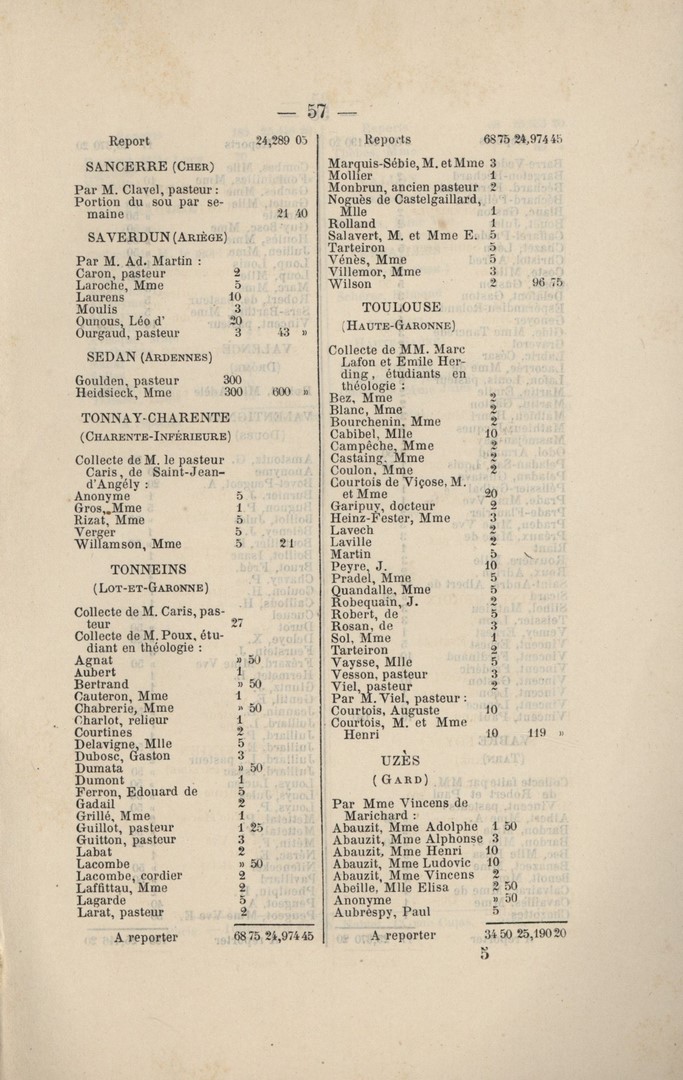 — 57 —
Report 24,289 05
SANCERRE (CHER)
Par M. Clavel, pasteur :
Portion du sou par se-
maine 21 40
SAVERDUN (ARIÈGE)
Par M. Ad. Martin :
Caron, pasteur 2
Laroche, Mme 5
Laurens 10
Moulis 3
Ounous, Léo d' 20
Ourgaud, pasteur 3 43 »
SEDAN (ARDENNES)
Goulden, pasteur 300
Heidsieck, Mme 300 600 »
TONNAY-CHARENTE
(CHARENTE-INFÉRIEURE)
Collecte de M. le pasteur
Caris, de Saint-Jean-
d'Angély :
Anonyme 5
Gros, Mme 1
Rizat, Mme 5
Verger 5
Willamson, Mme 5 21
TONNEINS
(LOT-ET-GARONNE)
Collecte de M. Caris, pas-
teur 27
Collecte de M. Poux, étu-
diant en théologie :
Agnat » 50
Aubert 1
Bertrand » 50
Cauteron, Mme 1
Chabrerie, Mme » 50
Charlot, relieur 1
Courtines 2
Delavigne, Mlle 5
Dubosc, Gaston 3
Dumata » 50
Dumont 1
Ferron, Edouard de 5
Gadail 2
Grillé, Mme 1
Guillot, pasteur 1 25
Guitton, pasteur 3
Labat 2
Lacombe » 50
Lacombe, cordier 2
Laffittau, Mme 2
Lagarde 5
Larat, pasteur 2
A reporter 68 75 24,974 45
Reports 68 75 24,974 45
Marquis-Sébie, M. et Mme 3
Mollier 1
Monbrun, ancien pasteur 2
Noguès de Castelgaillard,
Mlle 1
Rolland 1
Salavert, M. et Mme E. 5
Tarteiron 5
Vénès, Mme 5
Villemor, Mme 3
Wilson 2 96 75
TOULOUSE
(HAUTE-GARONNE)
Collecte de MM. Marc
Lafon et Emile Her-
ding, étudiants en
théologie :
Bez, Mme 2
Blanc, Mme 2
Bourchenin, Mme 2
Cabibel, Mlle 10
Campêche, Mme 2
Castaing, Mme 2
Coulon, Mme 2
Courtois de Viçose, M.
et Mme 20
Garipuy, docteur 2
Heinz-Fester, Mme 3
Lavech 2
Laville 2
Martin 5
Peyre, J. 10
Pradel, Mme 5
Quandalle, Mme 5
Robequain, J. 2
Robert, de 5
Rosan, de 3
Sol, Mme 1
Tarteiron 2
Vaysse, Mlle 5
Vesson, pasteur 3
Viel, pasteur 2
Par M. Viel, pasteur :
Courtois, Auguste 10
Courtois, M. et Mme
Henri 10 119 »
UZÈS
(GARD)
Par Mme Vincens de
Marichard :
Abauzit, Mme Adolphe 1 50
Abauzit, Mme Alphonse 3
Abauzit, Mme Henri 10
Abauzit, Mme Ludovic 10
Abauzit, Mme Vincens 2
Abeille, Mlle Elisa 2 50
Anonyme » 50
Aubrespy, Paul 5
A reporter 34 50 25,190 20
5